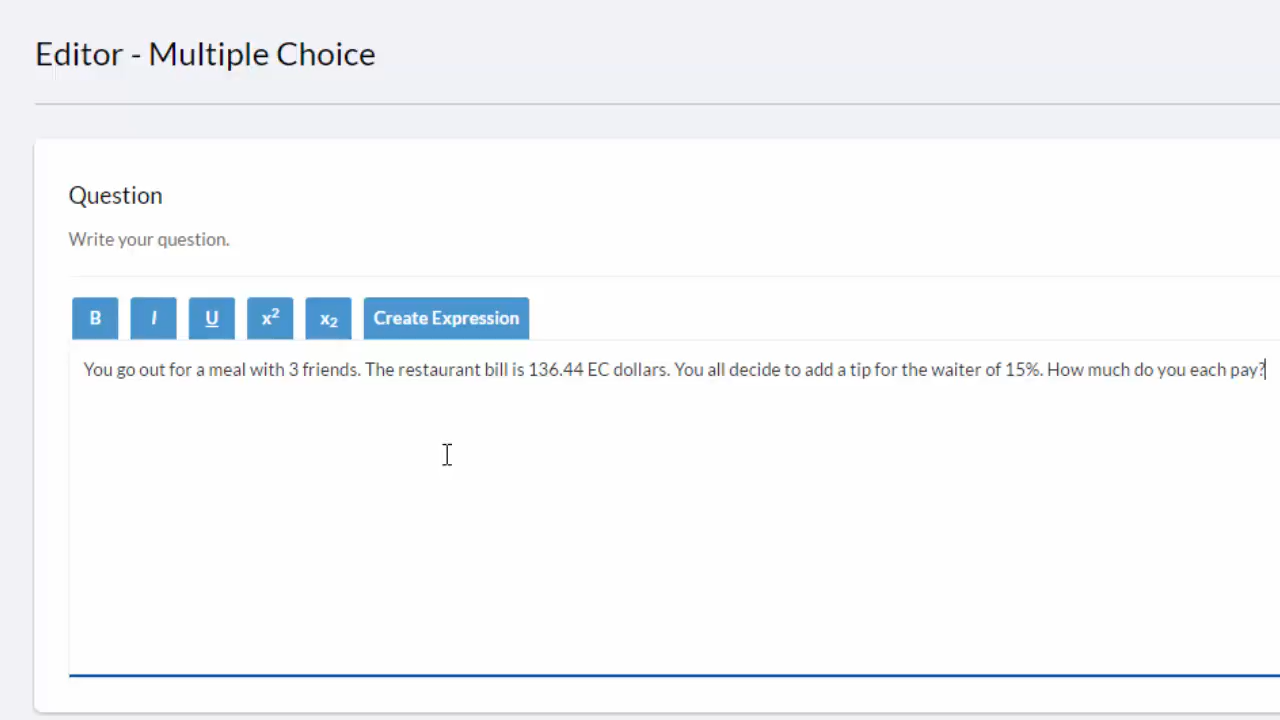 Editor - Multiple Choice
Question
Write your question.
B I U x² x₂ Create Expression
You go out for a meal with 3 friends. The restaurant bill is 136.44 EC dollars. You all decide to add a tip for the waiter of 15%. How much do you each pay?